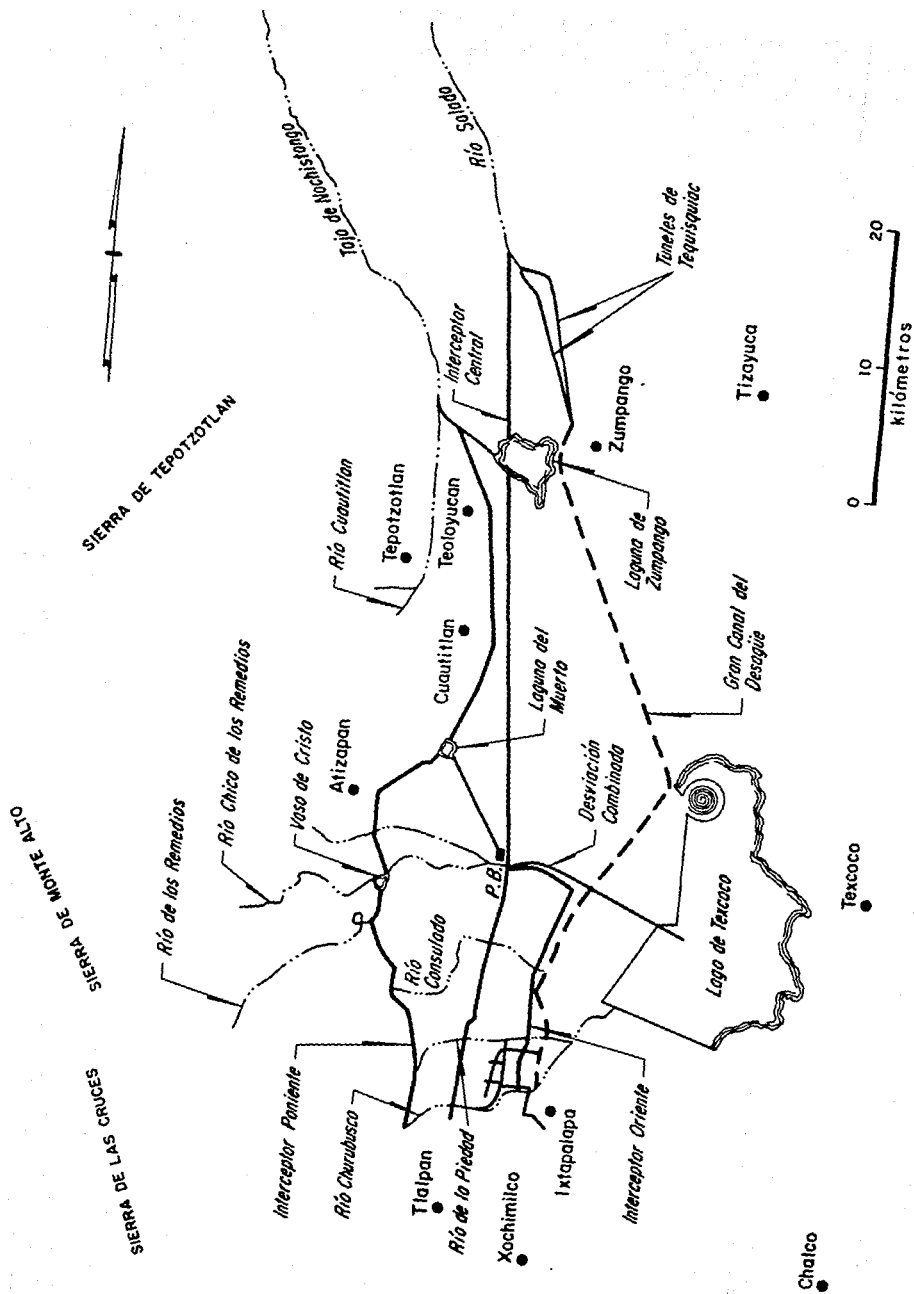 Tajo de Nochistongo
Río Salado
Tuneles de
Tequisquiac
20
10
0
kilómetros
Tizayuca
Zumpango
Interceptor
Central
SIERRA DE TEPOTZOTLAN
Río Cuautitlan
Tepotzotlan
Teoloyucan
Cuautitlan
Laguna de
Zumpango
Gran Canal del
Desagüe
Laguna del
Muerto
Desviación
Combinada
Río Chico de los Remedios
Vaso de Cristo
Atizapan
SIERRA DE MONTE ALTO
Río de los Remedios
P.B.
Río
Consulado
Lago de Texcoco
Texcoco
SIERRA DE LAS CRUCES
Interceptor Poniente
Río Churubusco
Tlalpan
Río de la Piedad
Xochimilco
Ixtapalapa
Interceptor Oriente
Chalco